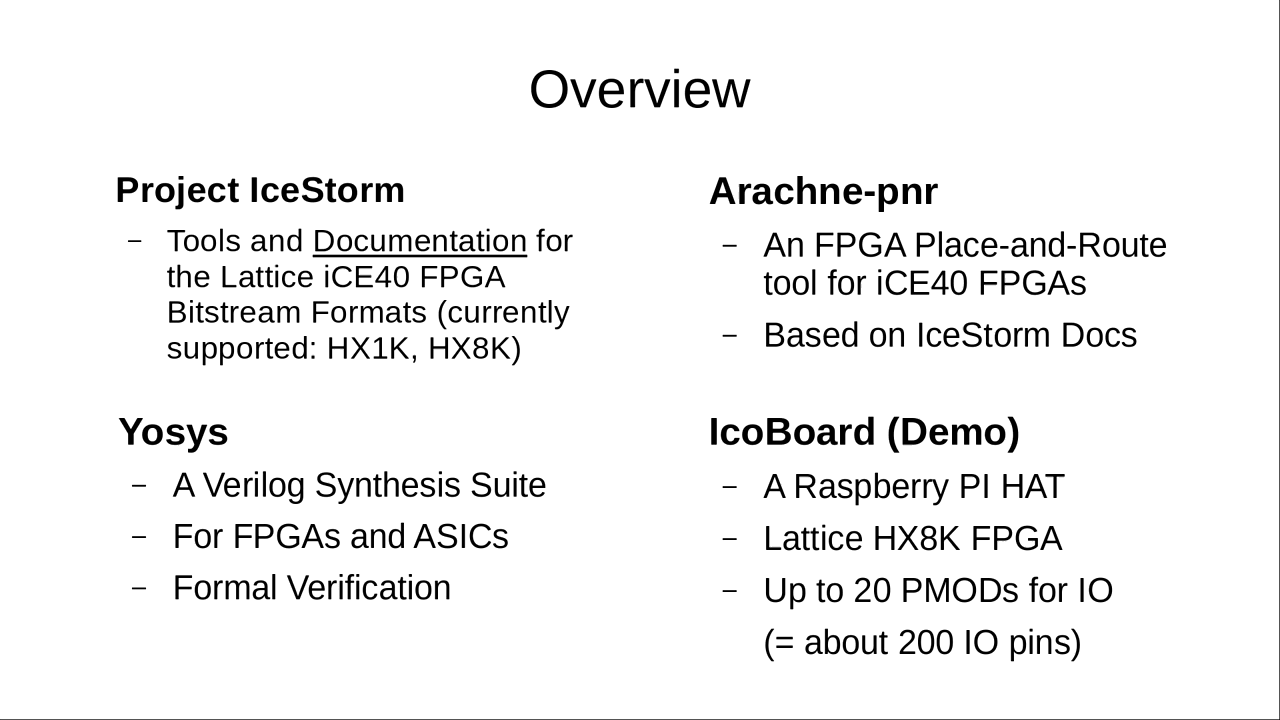 Overview
Project IceStorm
– Tools and Documentation for
the Lattice iCE40 FPGA
Bitstream Formats (currently
supported: HX1K, HX8K)
Arachne-pnr
– An FPGA Place-and-Route
tool for iCE40 FPGAs
– Based on IceStorm Docs
Yosys
– A Verilog Synthesis Suite
– For FPGAs and ASICs
– Formal Verification
IcoBoard (Demo)
– A Raspberry PI HAT
– Lattice HX8K FPGA
– Up to 20 PMODs for IO
(= about 200 IO pins)